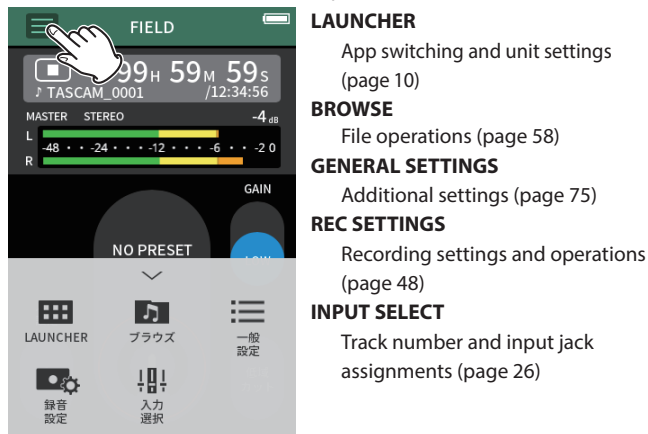 FIELD
99H 59M 59S
♪ TASCAM_0001 /12:34:56
MASTER STEREO -4 dB
L
-48 · · -24 · · · -12 · · · -6 · · -2 0
R
GAIN
NO PRESET
LAUNCHER
ブラウズ
一般
設定
録音
設定
入力
選択
LAUNCHER
App switching and unit settings
(page 10)
BROWSE
File operations (page 58)
GENERAL SETTINGS
Additional settings (page 75)
REC SETTINGS
Recording settings and operations
(page 48)
INPUT SELECT
Track number and input jack
assignments (page 26)